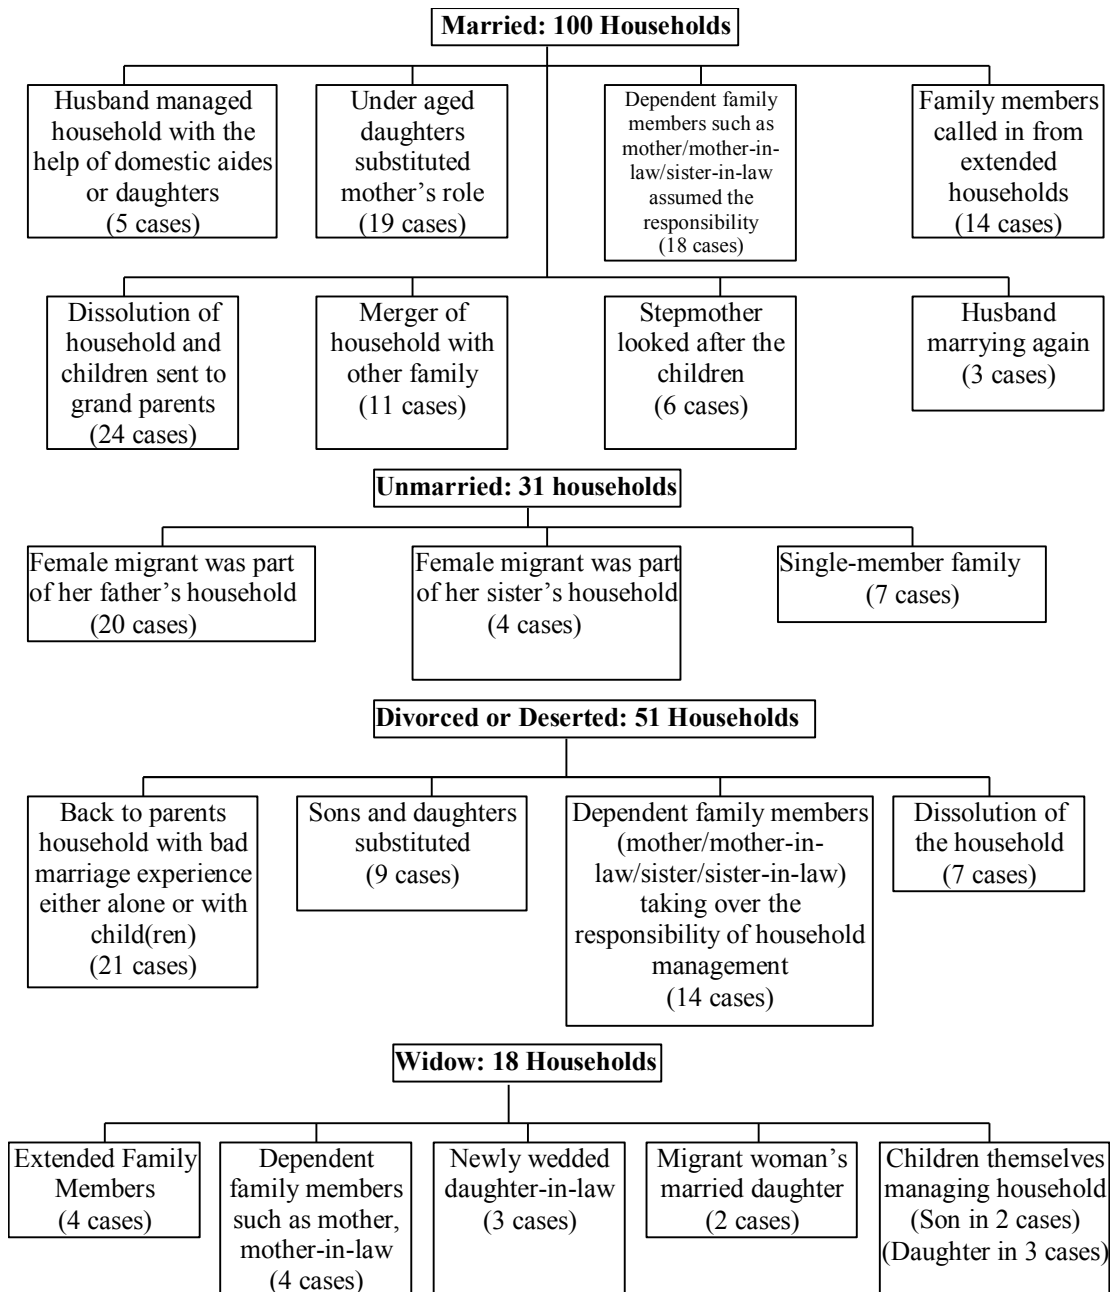 Married: 100 Households
Husband managed
household with the
help of domestic aides
or daughters
(5 cases)
Under aged
daughters
substituted
mother’s role
(19 cases)
Dependent family
members such as
mother/mother-in-
law/sister-in-law
assumed the
responsibility
(18 cases)
Family members
called in from
extended
households
(14 cases)
Dissolution of
household and
children sent to
grand parents
(24 cases)
Merger of
household with
other family
(11 cases)
Stepmother
looked after the
children
(6 cases)
Husband
marrying again
(3 cases)
Unmarried: 31 households
Female migrant was part
of her father’s household
(20 cases)
Female migrant was part
of her sister’s household
(4 cases)
Single-member family
(7 cases)
Divorced or Deserted: 51 Households
Back to parents
household with bad
marriage experience
either alone or with
child(ren)
(21 cases)
Sons and daughters
substituted
(9 cases)
Dependent family members
(mother/mother-in-
law/sister/sister-in-law)
taking over the
responsibility of household
management
(14 cases)
Dissolution of
the household
(7 cases)
Widow: 18 Households
Extended Family
Members
(4 cases)
Dependent
family members
such as mother,
mother-in-law
(4 cases)
Newly wedded
daughter-in-law
(3 cases)
Migrant woman’s
married daughter
(2 cases)
Children themselves
managing household
(Son in 2 cases)
(Daughter in 3 cases)